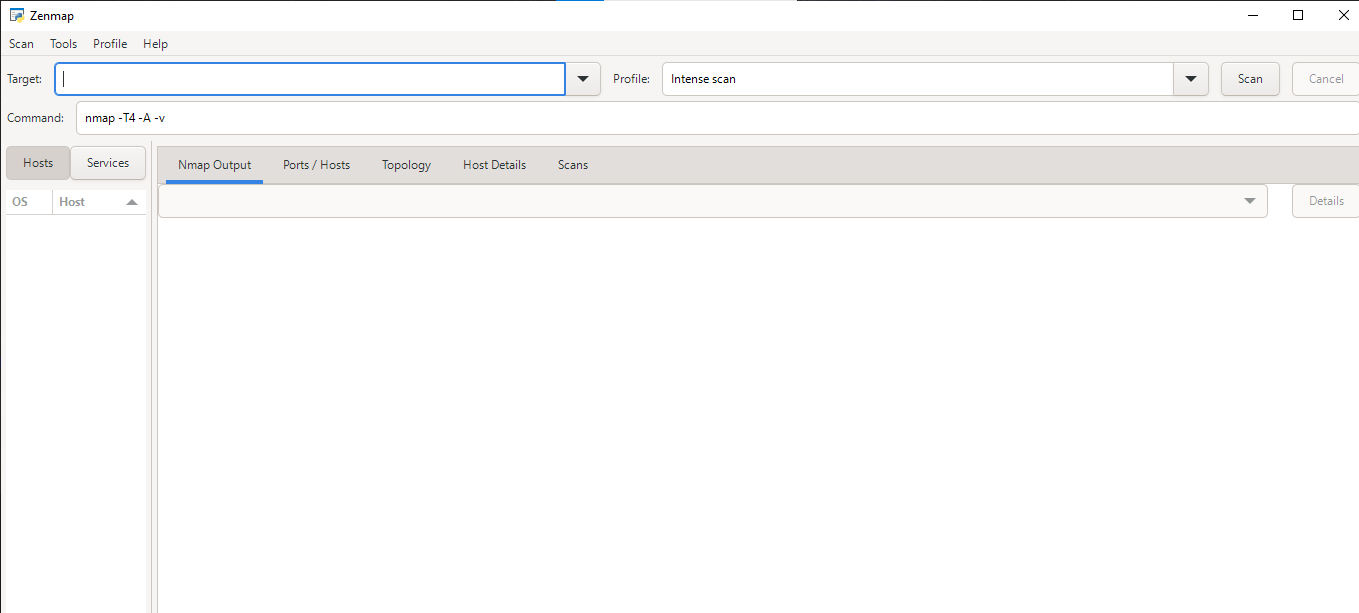 Zenmap
Scan Tools Profile Help
Target: Profile: Intense scan Scan Cancel
Command: nmap -T4 -A -v
Hosts Services Nmap Output Ports / Hosts Topology Host Details Scans
OS Host Details